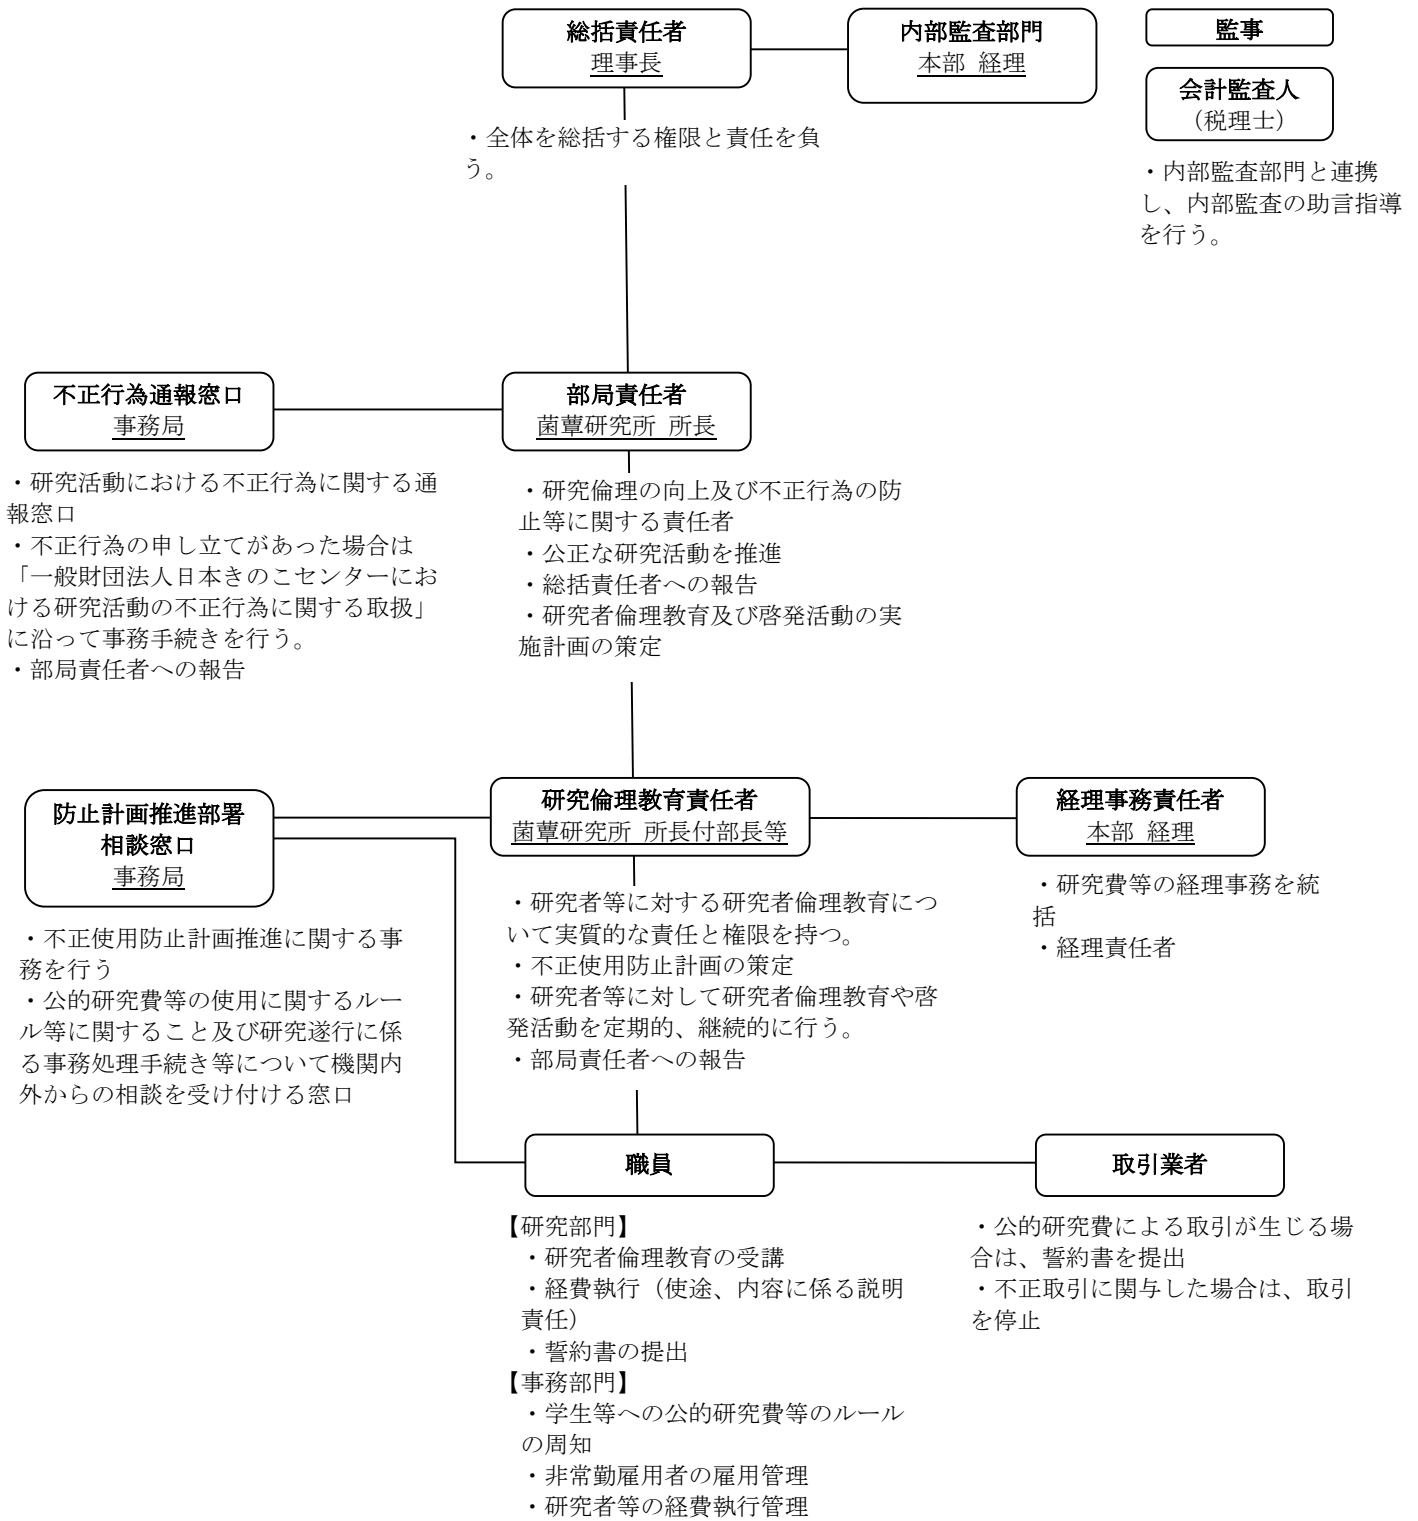 総括責任者
理事長
内部監査部門
本部 経理
監事
会計監査人
（税理士）
・全体を総括する権限と責任を負
う。
・内部監査部門と連携
し、内部監査の助言指導
を行う。
不正行為通報窓口
事務局
部局責任者
菌蕈研究所 所長
・研究活動における不正行為に関する通
報窓口
・不正行為の申し立てがあった場合は
「一般財団法人日本きのこセンターにお
ける研究活動の不正行為に関する取扱」
に沿って事務手続きを行う。
・部局責任者への報告
・研究倫理の向上及び不正行為の防
止等に関する責任者
・公正な研究活動を推進
・総括責任者への報告
・研究者倫理教育及び啓発活動の実
施計画の策定
防止計画推進部署
相談窓口
事務局
研究倫理教育責任者
菌蕈研究所 所長付部長等
経理事務責任者
本部 経理
・不正使用防止計画推進に関する事
務を行う
・公的研究費等の使用に関するルー
ル等に関すること及び研究遂行に係
る事務処理手続き等について機関内
外からの相談を受け付ける窓口
・研究者等に対する研究者倫理教育につ
いて実質的な責任と権限を持つ。
・不正使用防止計画の策定
・研究者等に対して研究者倫理教育や啓
発活動を定期的、継続的に行う。
・部局責任者への報告
・研究費等の経理事務を統
括
・経理責任者
職員
取引業者
【研究部門】
・研究者倫理教育の受講
・経費執行（使途、内容に係る説明
責任）
・誓約書の提出
【事務部門】
・学生等への公的研究費等のルール
の周知
・非常勤雇用者の雇用管理
・研究者等の経費執行管理
・公的研究費による取引が生じる場
合は、誓約書を提出
・不正取引に関与した場合は、取引
を停止